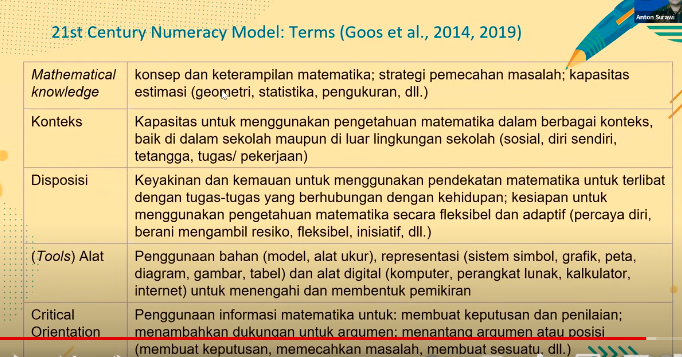 Anton Surawi
21st Century Numeracy Model: Terms (Goos et al., 2014, 2019)
Mathematical
knowledge
konsep dan keterampilan matematika; strategi pemecahan masalah; kapasitas
estimasi (geometri, statistika, pengukuran, dll.)
Konteks
Kapasitas untuk menggunakan pengetahuan matematika dalam berbagai konteks,
baik di dalam sekolah maupun di luar lingkungan sekolah (sosial, diri sendiri,
tetangga, tugas/ pekerjaan)
Disposisi
Keyakinan dan kemauan untuk menggunakan pendekatan matematika untuk terlibat
dengan tugas-tugas yang berhubungan dengan kehidupan; kesiapan untuk
menggunakan pengetahuan matematika secara fleksibel dan adaptif (percaya diri,
berani mengambil resiko, fleksibel, inisiatif, dll.)
(Tools) Alat
Penggunaan bahan (model, alat ukur), representasi (sistem simbol, grafik, peta,
diagram, gambar, tabel) dan alat digital (komputer, perangkat lunak, kalkulator,
internet) untuk menengahi dan membentuk pemikiran
Critical
Orientation
Penggunaan informasi matematika untuk: membuat keputusan dan penilaian;
menambahkan dukungan untuk argumen; menantang argumen atau posisi
(membuat keputusan, memecahkan masalah, membuat sesuatu, dll.)